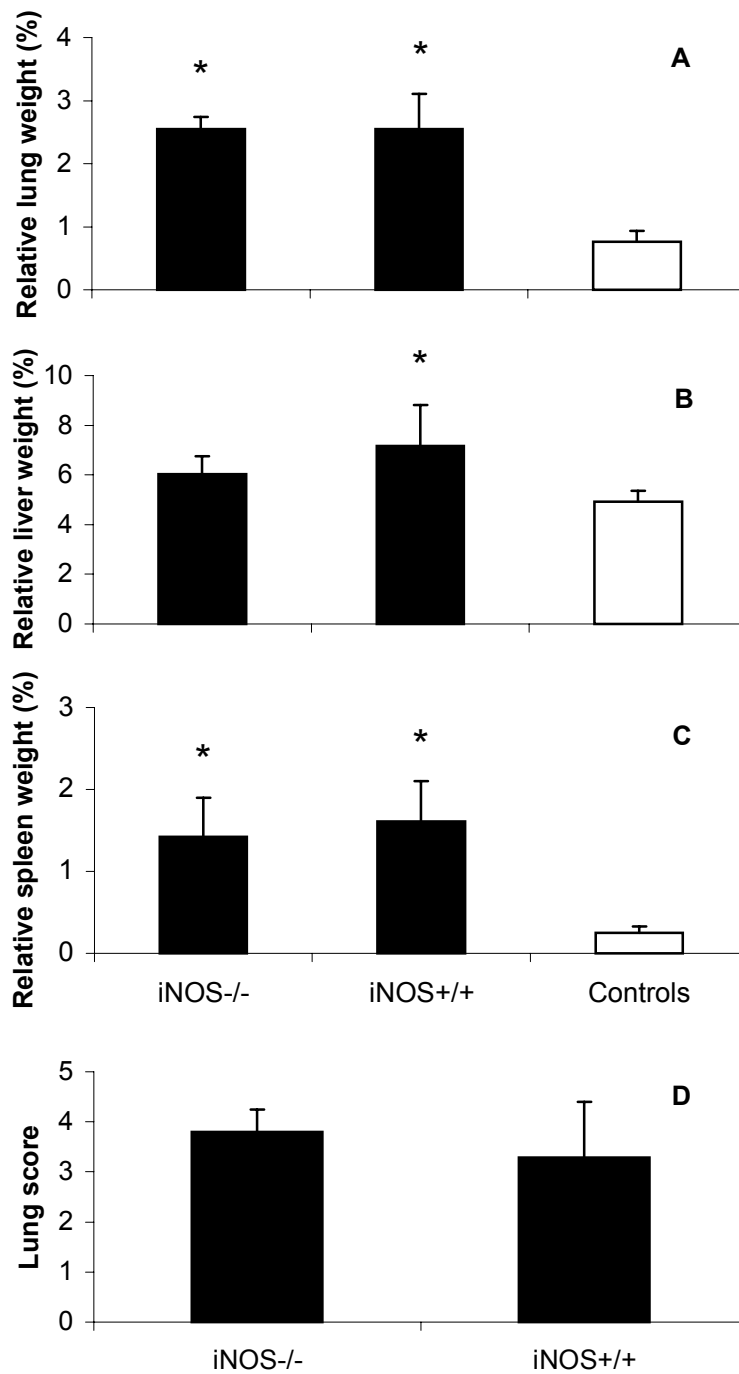 Relative lung weight (%)
4
3
2
1
0
*
*
A
Relative liver weight (%)
10
8
6
4
2
0
*
B
Relative spleen weight (%)
3
2
1
0
*
*
C
iNOS-/-
iNOS+/+
Controls
Lung score
5
4
3
2
1
0
D
iNOS-/-
iNOS+/+